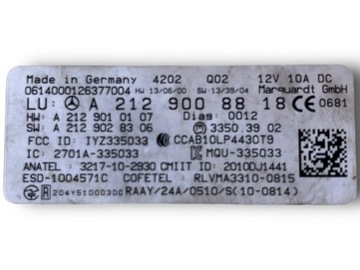 Made in Germany 4202 Q02 12V 10A DC
0614000126377004 HW:13/06/00 SW:13/39/04 Marquardt GmbH
LU: A 212 900 88 18 CE 0681
HW: A 212 901 01 07 Diag: 0012
SW: A 212 902 83 06 3350.39 02
FCC ID: IYZ335033 CCAB10LP4430T9
IC: 2701A-335033 MQU-335033
ANATEL: 3217-10-2930 CMIIT ID: 2010DJ1441
ESD-1004571C COFETEL: RLVMA3310-0815
R 204Y51000300 RAAY/24A/0510/S(10-0814)